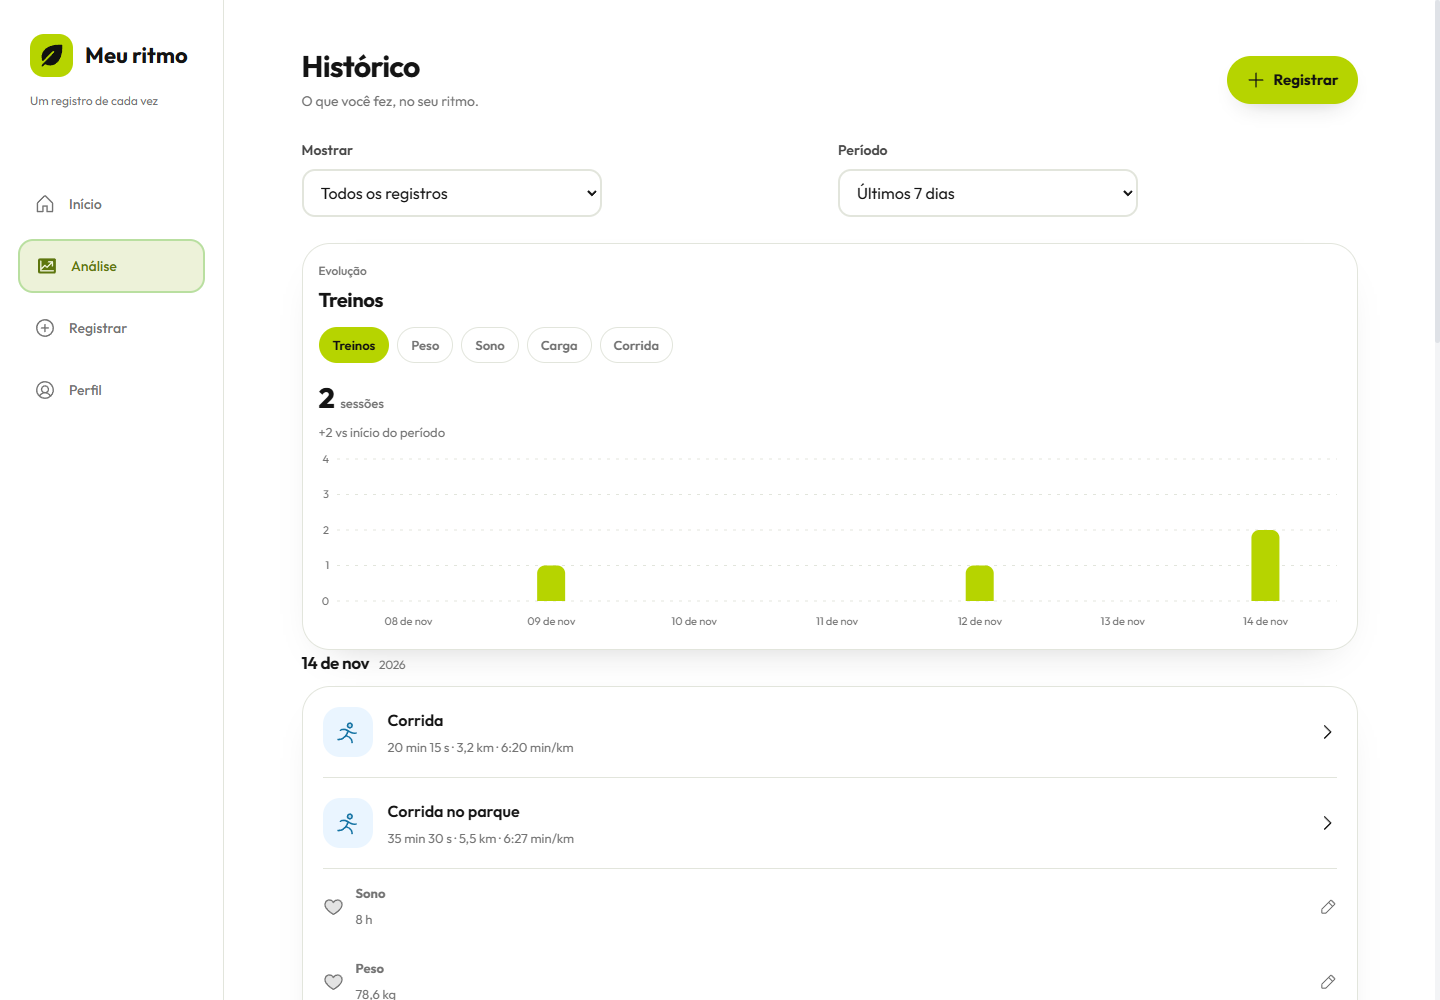 Meu ritmo
Um registro de cada vez
Início
Análise
Registrar
Perfil
Histórico
O que você fez, no seu ritmo.
Registrar
Mostrar
Todos os registros
Período
Últimos 7 dias
Evolução
Treinos
Treinos Peso Sono Carga Corrida
2 sessões
+2 vs início do período
4
3
2
1
0
08 de nov 09 de nov 10 de nov 11 de nov 12 de nov 13 de nov 14 de nov
14 de nov 2026
Corrida
20 min 15 s · 3,2 km · 6:20 min/km
Corrida no parque
35 min 30 s · 5,5 km · 6:27 min/km
Sono
8 h
Peso
78,6 kg